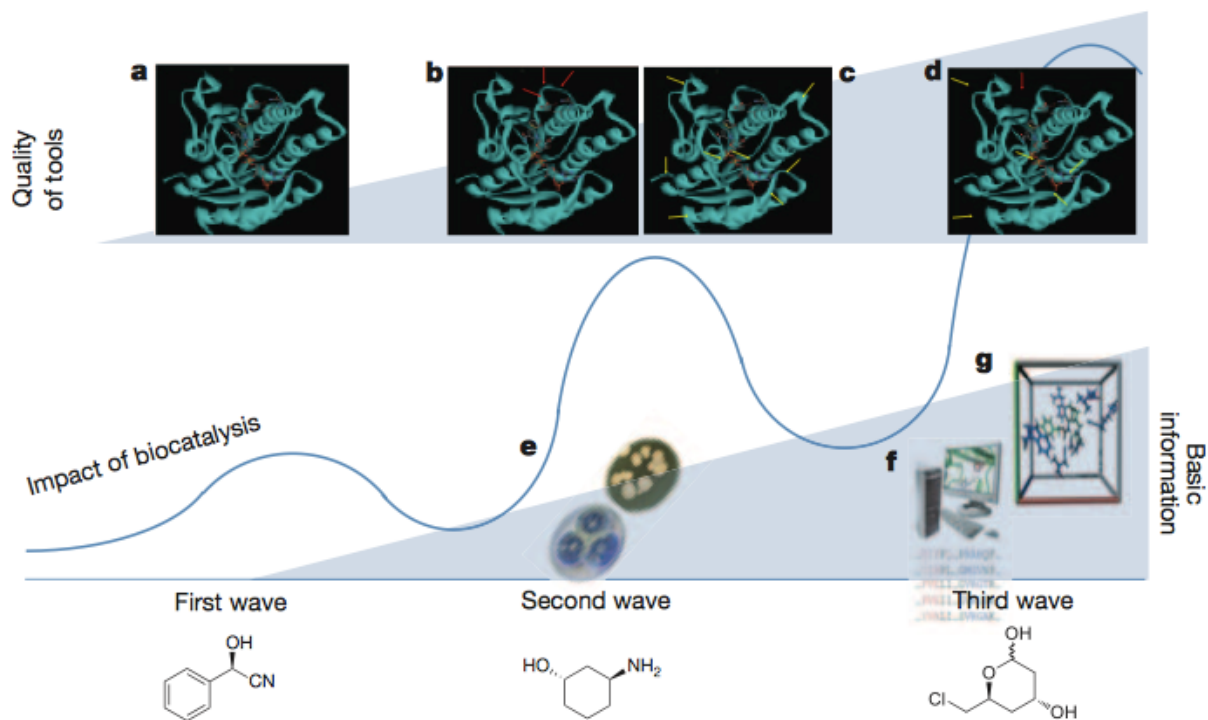 a
b
c
d
Quality
of tools
Impact of biocatalysis
e
f
g
Basic
information
First wave
Second wave
Third wave
OH
CN
HO
NH2
OH
O
Cl
OH